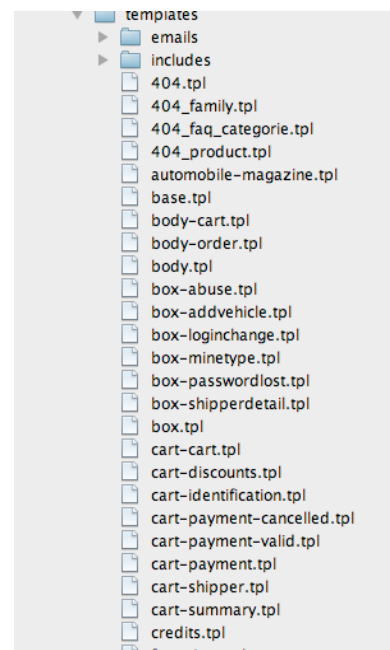 templates
emails
includes
404.tpl
404_family.tpl
404_faq_categorie.tpl
404_product.tpl
automobile-magazine.tpl
base.tpl
body-cart.tpl
body-order.tpl
body.tpl
box-abuse.tpl
box-addvehicle.tpl
box-loginchange.tpl
box-minetype.tpl
box-passwordlost.tpl
box-shipperdetail.tpl
box.tpl
cart-cart.tpl
cart-discounts.tpl
cart-identification.tpl
cart-payment-cancelled.tpl
cart-payment-valid.tpl
cart-payment.tpl
cart-shipper.tpl
cart-summary.tpl
credits.tpl